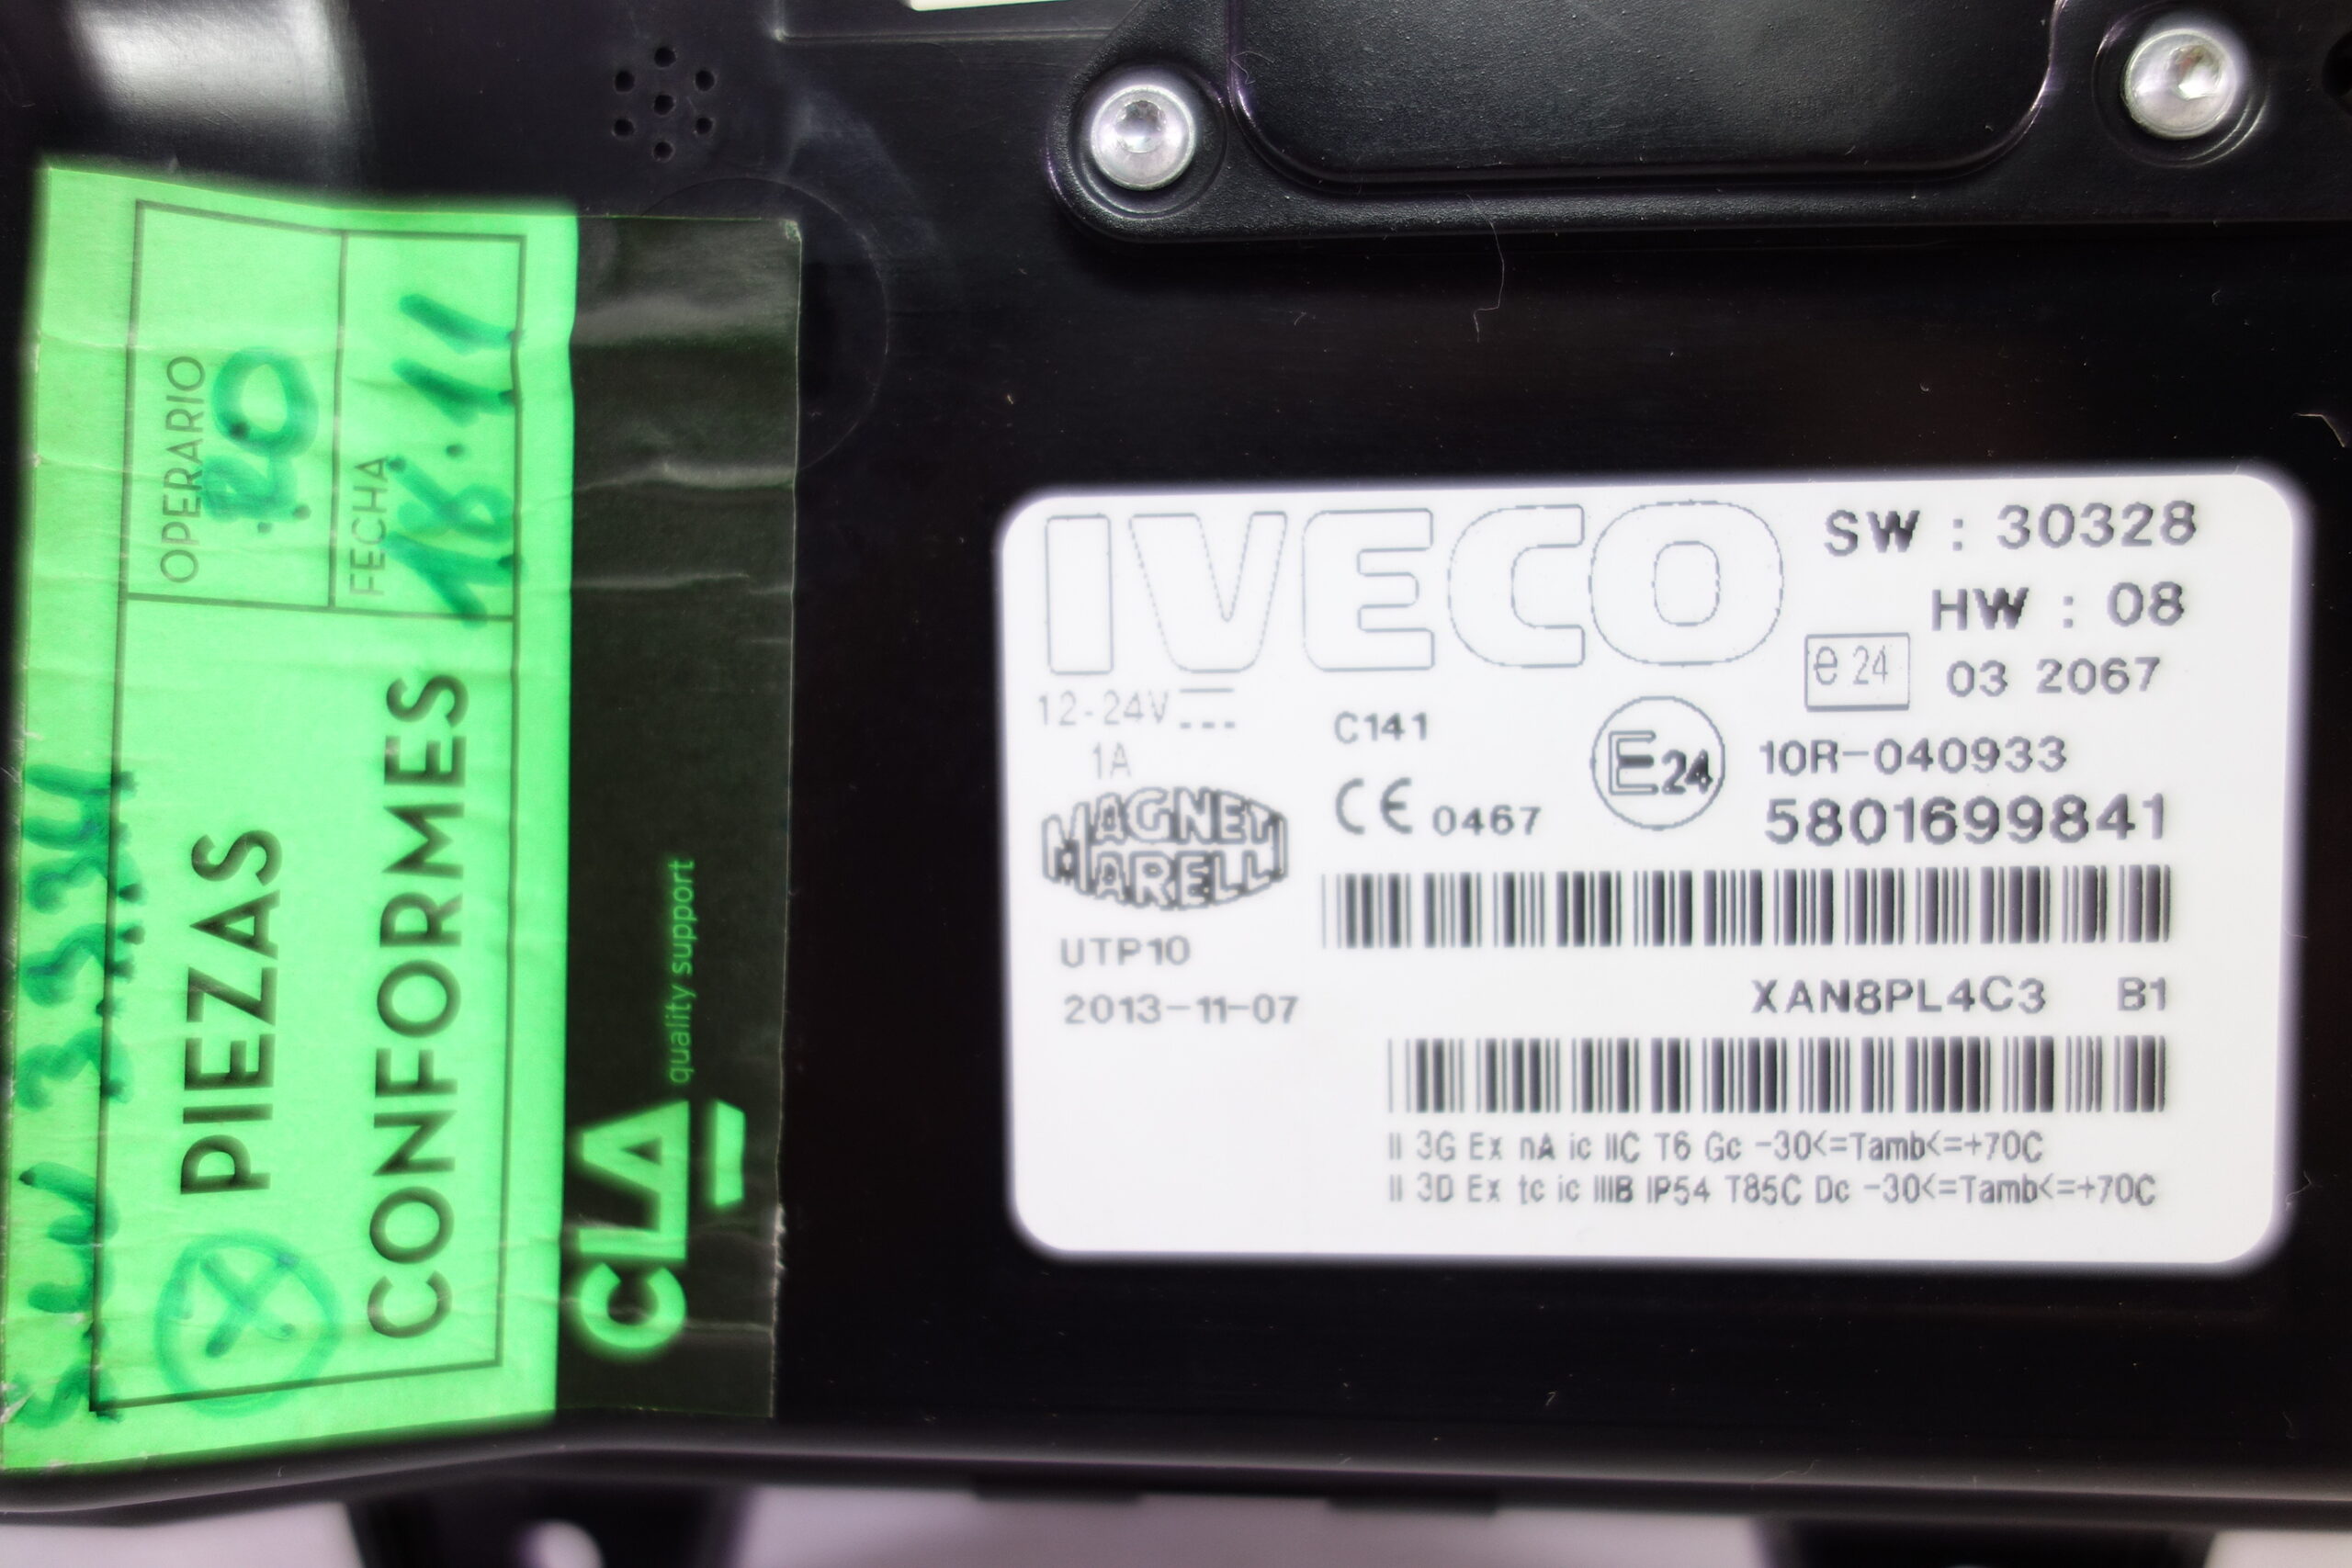 OPERARIO
FECHA
18.11
PIEZAS
CONFORMES
CLA
quality support
IVECO
SW : 30328
HW : 08
e 24
03 2067
12-24V
1A
C141
E24
10R-040933
CE 0467
5801699841
MAGNETI
MARELLI
UTP10
2013-11-07
XAN8PL4C3 B1
II 3G Ex nA ic IIC T6 Gc -30<=Tamb<=+70C
II 3D Ex tc ic IIIB IP54 T85C Dc -30<=Tamb<=+70C